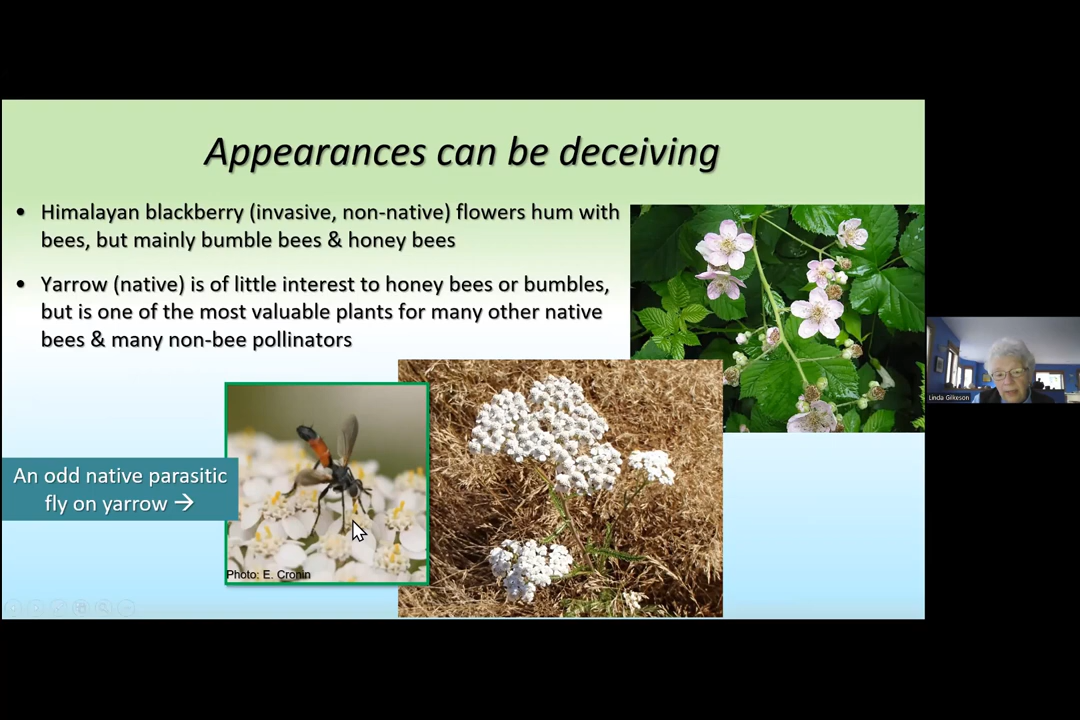 Appearances can be deceiving
• Himalayan blackberry (invasive, non-native) flowers hum with
bees, but mainly bumble bees & honey bees
• Yarrow (native) is of little interest to honey bees or bumbles,
but is one of the most valuable plants for many other native
bees & many non-bee pollinators
An odd native parasitic
fly on yarrow →
Photo: E. Cronin
Linda Gilkeson